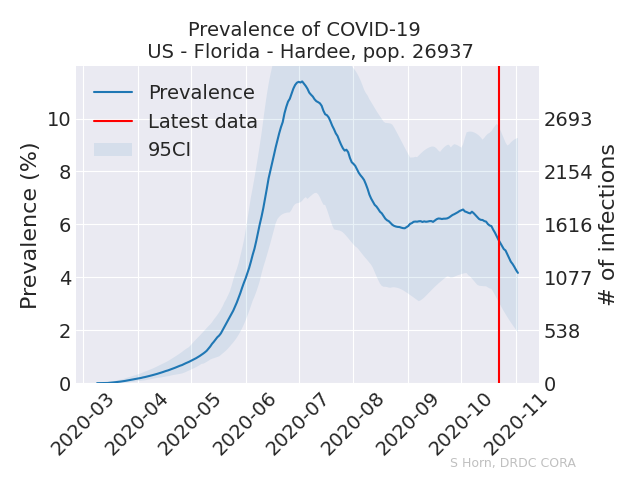 Prevalence of COVID-19
US - Florida - Hardee, pop. 26937
Prevalence
Latest data
95CI
Prevalence (%)
10
8
6
4
2
0
2693
2154
1616
1077
538
0
# of infections
2020-03
2020-04
2020-05
2020-06
2020-07
2020-08
2020-09
2020-10
2020-11
S Horn, DRDC CORA